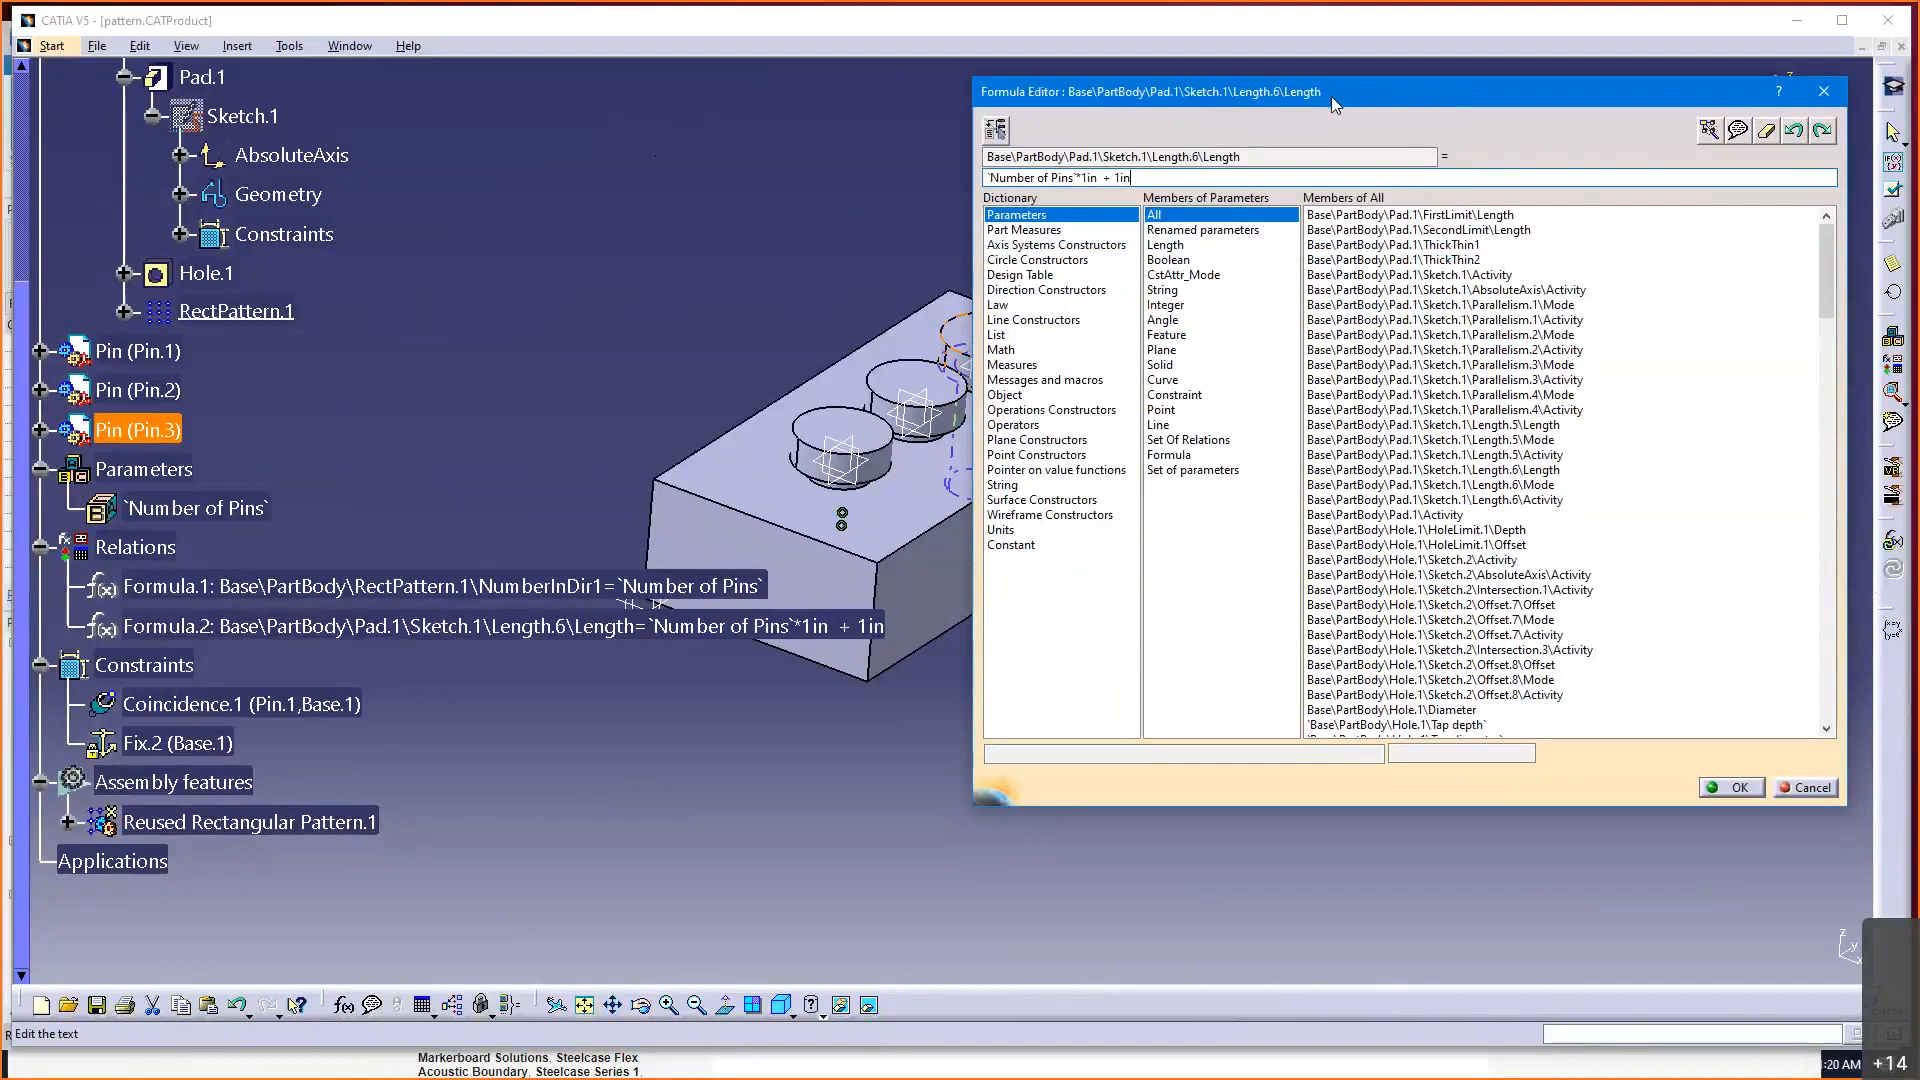 CATIA V5 - [pattern.CATProduct]
Start File Edit View Insert Tools Window Help
Pad.1
Sketch.1
AbsoluteAxis
Geometry
Constraints
Hole.1
RectPattern.1
Pin (Pin.1)
Pin (Pin.2)
Pin (Pin.3)
Parameters
`Number of Pins`
Relations
Formula.1: Base\PartBody\RectPattern.1\NumberInDir1=`Number of Pins`
Formula.2: Base\PartBody\Pad.1\Sketch.1\Length.6\Length=`Number of Pins`*1in + 1in
Constraints
Coincidence.1 (Pin.1,Base.1)
Fix.2 (Base.1)
Assembly features
Reused Rectangular Pattern.1
Applications
Formula Editor : Base\PartBody\Pad.1\Sketch.1\Length.6\Length
Base\PartBody\Pad.1\Sketch.1\Length.6\Length =
`Number of Pins`*1in + 1in
Dictionary
Parameters
Part Measures
Axis Systems Constructors
Circle Constructors
Design Table
Direction Constructors
Law
Line Constructors
List
Math
Measures
Messages and macros
Object
Operations Constructors
Operators
Plane Constructors
Point Constructors
Pointer on value functions
String
Surface Constructors
Wireframe Constructors
Units
Constant
Members of Parameters
All
Renamed parameters
Length
Boolean
CstAttr_Mode
String
Integer
Angle
Feature
Plane
Solid
Curve
Constraint
Point
Line
Set Of Relations
Formula
Set of parameters
Members of All
Base\PartBody\Pad.1\FirstLimit\Length
Base\PartBody\Pad.1\SecondLimit\Length
Base\PartBody\Pad.1\ThickThin1
Base\PartBody\Pad.1\ThickThin2
Base\PartBody\Pad.1\Sketch.1\Activity
Base\PartBody\Pad.1\Sketch.1\AbsoluteAxis\Activity
Base\PartBody\Pad.1\Sketch.1\Parallelism.1\Mode
Base\PartBody\Pad.1\Sketch.1\Parallelism.1\Activity
Base\PartBody\Pad.1\Sketch.1\Parallelism.2\Mode
Base\PartBody\Pad.1\Sketch.1\Parallelism.2\Activity
Base\PartBody\Pad.1\Sketch.1\Parallelism.3\Mode
Base\PartBody\Pad.1\Sketch.1\Parallelism.3\Activity
Base\PartBody\Pad.1\Sketch.1\Parallelism.4\Mode
Base\PartBody\Pad.1\Sketch.1\Parallelism.4\Activity
Base\PartBody\Pad.1\Sketch.1\Length.5\Length
Base\PartBody\Pad.1\Sketch.1\Length.5\Mode
Base\PartBody\Pad.1\Sketch.1\Length.5\Activity
Base\PartBody\Pad.1\Sketch.1\Length.6\Length
Base\PartBody\Pad.1\Sketch.1\Length.6\Mode
Base\PartBody\Pad.1\Sketch.1\Length.6\Activity
Base\PartBody\Pad.1\Activity
Base\PartBody\Hole.1\HoleLimit.1\Depth
Base\PartBody\Hole.1\HoleLimit.1\Offset
Base\PartBody\Hole.1\Sketch.2\Activity
Base\PartBody\Hole.1\Sketch.2\AbsoluteAxis\Activity
Base\PartBody\Hole.1\Sketch.2\Intersection.1\Activity
Base\PartBody\Hole.1\Sketch.2\Offset.7\Offset
Base\PartBody\Hole.1\Sketch.2\Offset.7\Mode
Base\PartBody\Hole.1\Sketch.2\Offset.7\Activity
Base\PartBody\Hole.1\Sketch.2\Intersection.3\Activity
Base\PartBody\Hole.1\Sketch.2\Offset.8\Offset
Base\PartBody\Hole.1\Sketch.2\Offset.8\Mode
Base\PartBody\Hole.1\Sketch.2\Offset.8\Activity
Base\PartBody\Hole.1\Diameter
`Base\PartBody\Hole.1\Tap depth`
OK Cancel
Edit the text
Markerboard Solutions, Steelcase Flex
Acoustic Boundary, Steelcase Series 1,
:20 AM +14